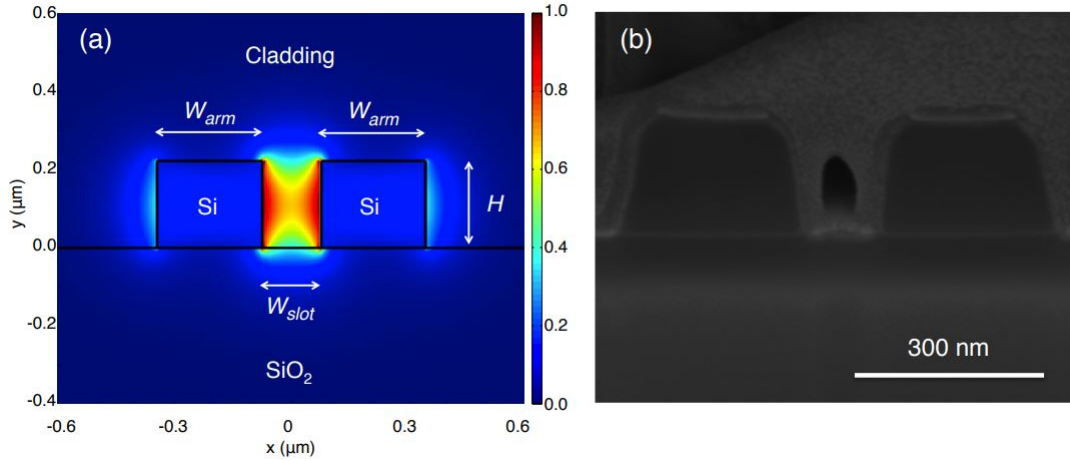 (a)
Cladding
W_arm
W_arm
Si
Si
H
W_slot
SiO₂
y (μm)
0.6
0.4
0.2
0.0
-0.2
-0.4
-0.6
-0.3
0
0.3
0.6
x (μm)
1.0
0.8
0.6
0.4
0.2
0.0
(b)
300 nm